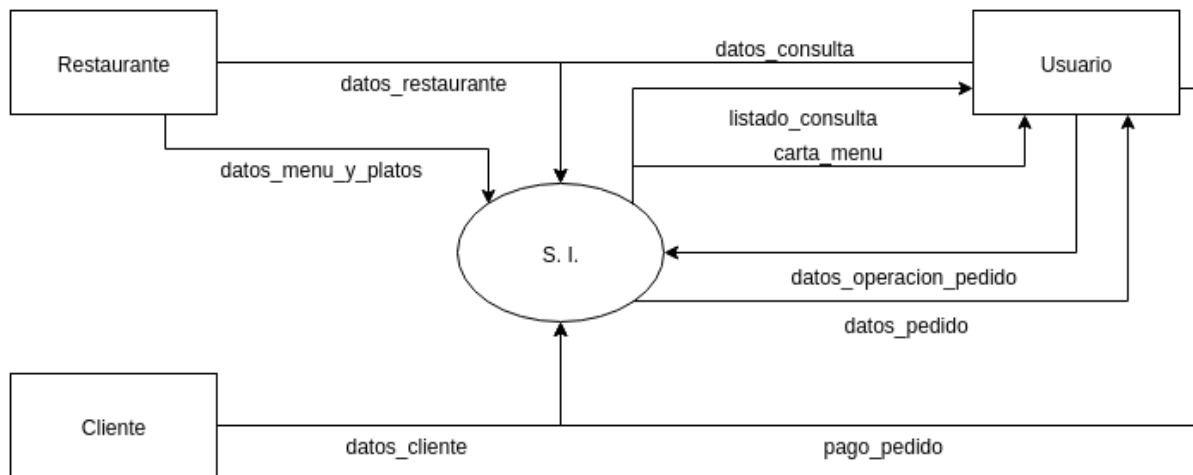 Restaurante
datos_consulta
Usuario
datos_restaurante
listado_consulta
carta_menu
datos_menu_y_platos
S. I.
datos_operacion_pedido
datos_pedido
Cliente
datos_cliente
pago_pedido